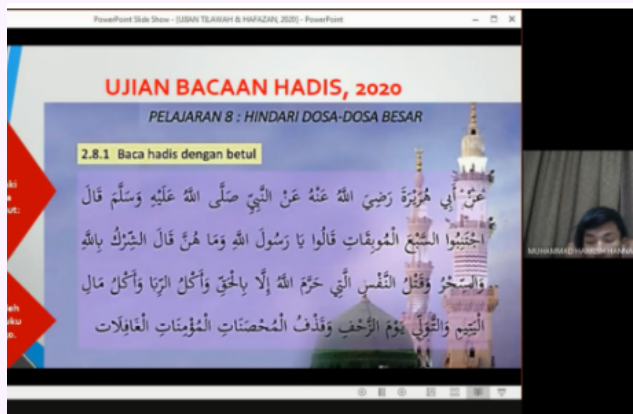 PowerPoint Slide Show - [UJIAN TILAWAH & HAFAZAN, 2020] - PowerPoint
UJIAN BACAAN HADIS, 2020
PELAJARAN 8 : HINDARI DOSA-DOSA BESAR
2.8.1 Baca hadis dengan betul
عَنْ أَبِي هُرَيْرَةَ رَضِيَ اللَّهُ عَنْهُ عَنْ النَّبِيِّ صَلَّى اللَّهُ عَلَيْهِ وَسَلَّمَ قَالَ
اجْتَنِبُوا السَّبْعَ الْمُوبِقَاتِ قَالُوا يَا رَسُولَ اللَّهِ وَمَا هُنَّ قَالَ الشِّرْكُ بِاللَّهِ
وَالسِّحْرُ وَقَتْلُ النَّفْسِ الَّتِي حَرَّمَ اللَّهُ إِلَّا بِالْحَقِّ وَأَكْلُ الرِّبَا وَأَكْلُ مَالِ
الْيَتِيمِ وَالتَّوَلِّي يَوْمَ الزَّحْفِ وَقَذْفُ الْمُحْصَنَاتِ الْمُؤْمِنَاتِ الْغَافِلَاتِ
ut:
MUHAMMAD